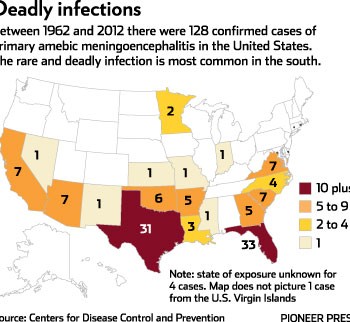 Deadly infections
etween 1962 and 2012 there were 128 confirmed cases of
rimary amebic meningoencephalitis in the United States.
he rare and deadly infection is most common in the south.
2
7
1
1
1
1
7
4
7
1
6
5
7
5
31
3
1
33
10 plus
5 to 9
2 to 4
1
Note: state of exposure unknown for
4 cases. Map does not picture 1 case
from the U.S. Virgin Islands
ource: Centers for Disease Control and Prevention
PIONEER PRES